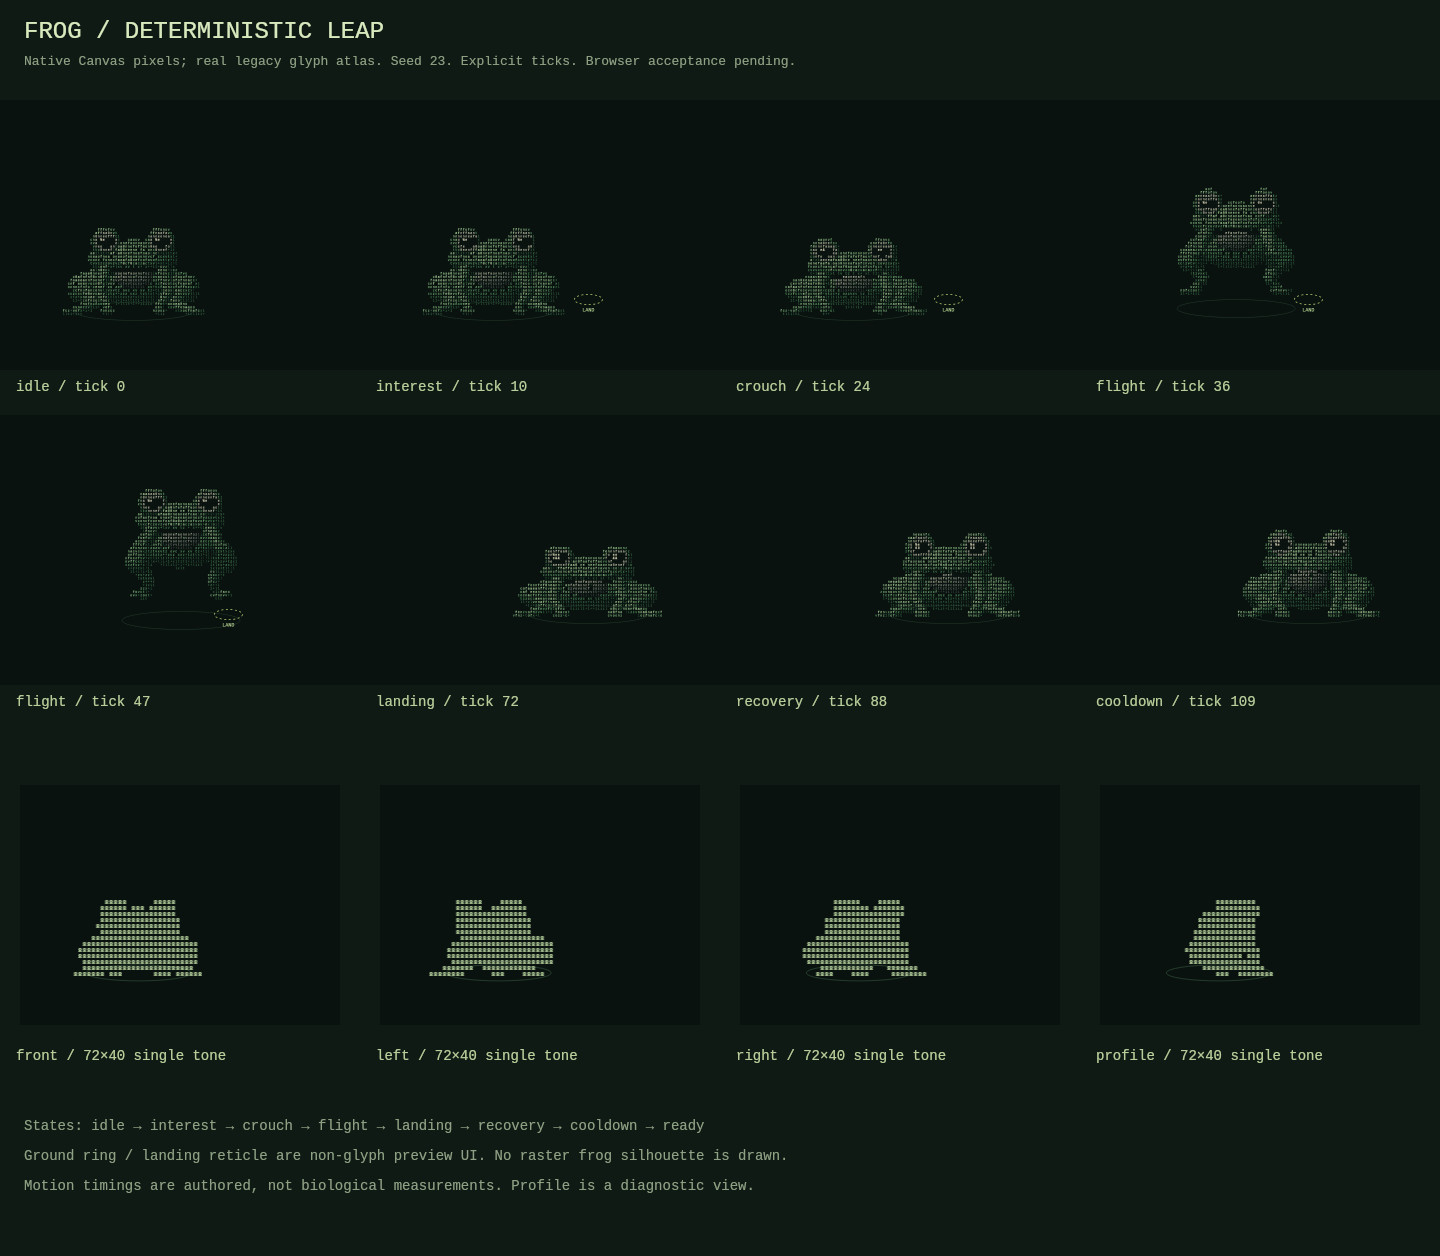 FROG / DETERMINISTIC LEAP
Native Canvas pixels; real legacy glyph atlas. Seed 23. Explicit ticks. Browser acceptance pending.
LAND
LAND
LAND
idle / tick 0
interest / tick 10
crouch / tick 24
flight / tick 36
LAND
flight / tick 47
landing / tick 72
recovery / tick 88
cooldown / tick 109
front / 72×40 single tone
left / 72×40 single tone
right / 72×40 single tone
profile / 72×40 single tone
States: idle → interest → crouch → flight → landing → recovery → cooldown → ready
Ground ring / landing reticle are non-glyph preview UI. No raster frog silhouette is drawn.
Motion timings are authored, not biological measurements. Profile is a diagnostic view.